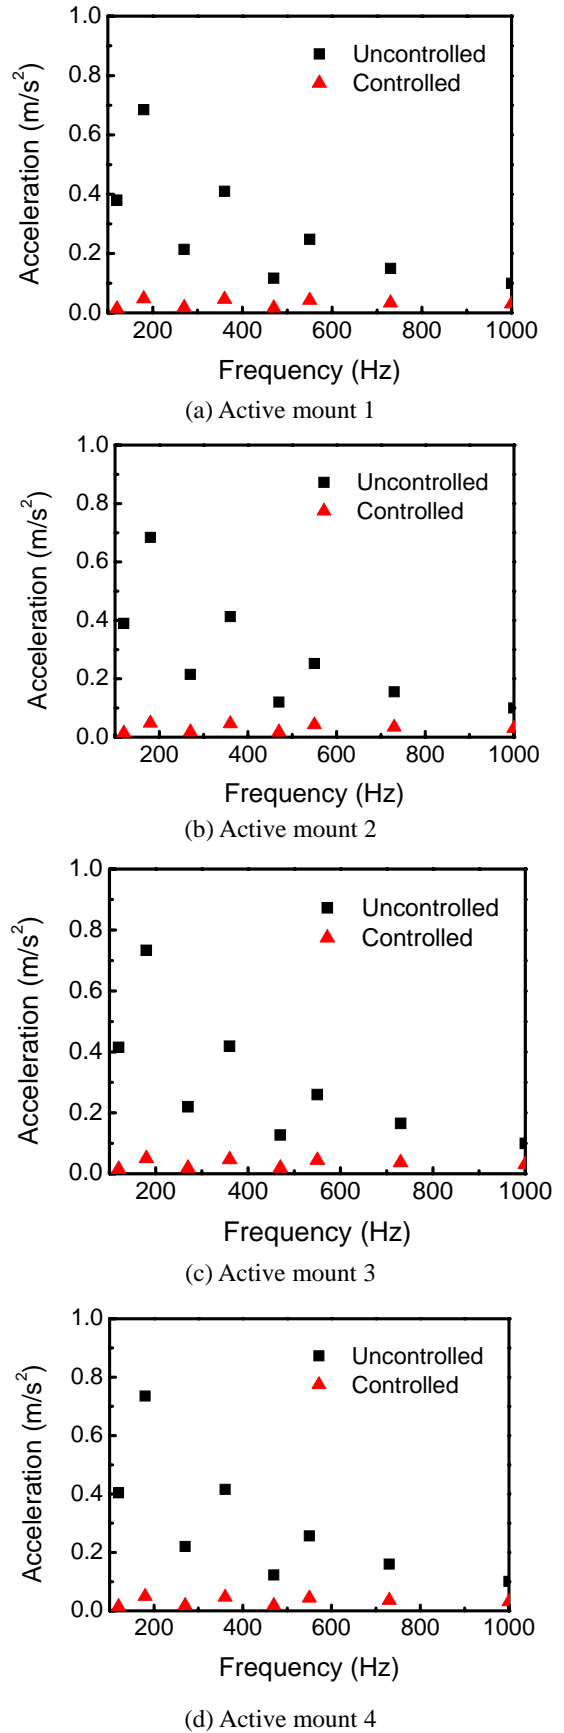 1.0
0.8
0.6
0.4
0.2
0.0
Acceleration (m/s²)
Uncontrolled
Controlled
200 400 600 800 1000
Frequency (Hz)
(a) Active mount 1
1.0
0.8
0.6
0.4
0.2
0.0
Acceleration (m/s²)
Uncontrolled
Controlled
200 400 600 800 1000
Frequency (Hz)
(b) Active mount 2
1.0
0.8
0.6
0.4
0.2
0.0
Acceleration (m/s²)
Uncontrolled
Controlled
200 400 600 800 1000
Frequency (Hz)
(c) Active mount 3
1.0
0.8
0.6
0.4
0.2
0.0
Acceleration (m/s²)
Uncontrolled
Controlled
200 400 600 800 1000
Frequency (Hz)
(d) Active mount 4